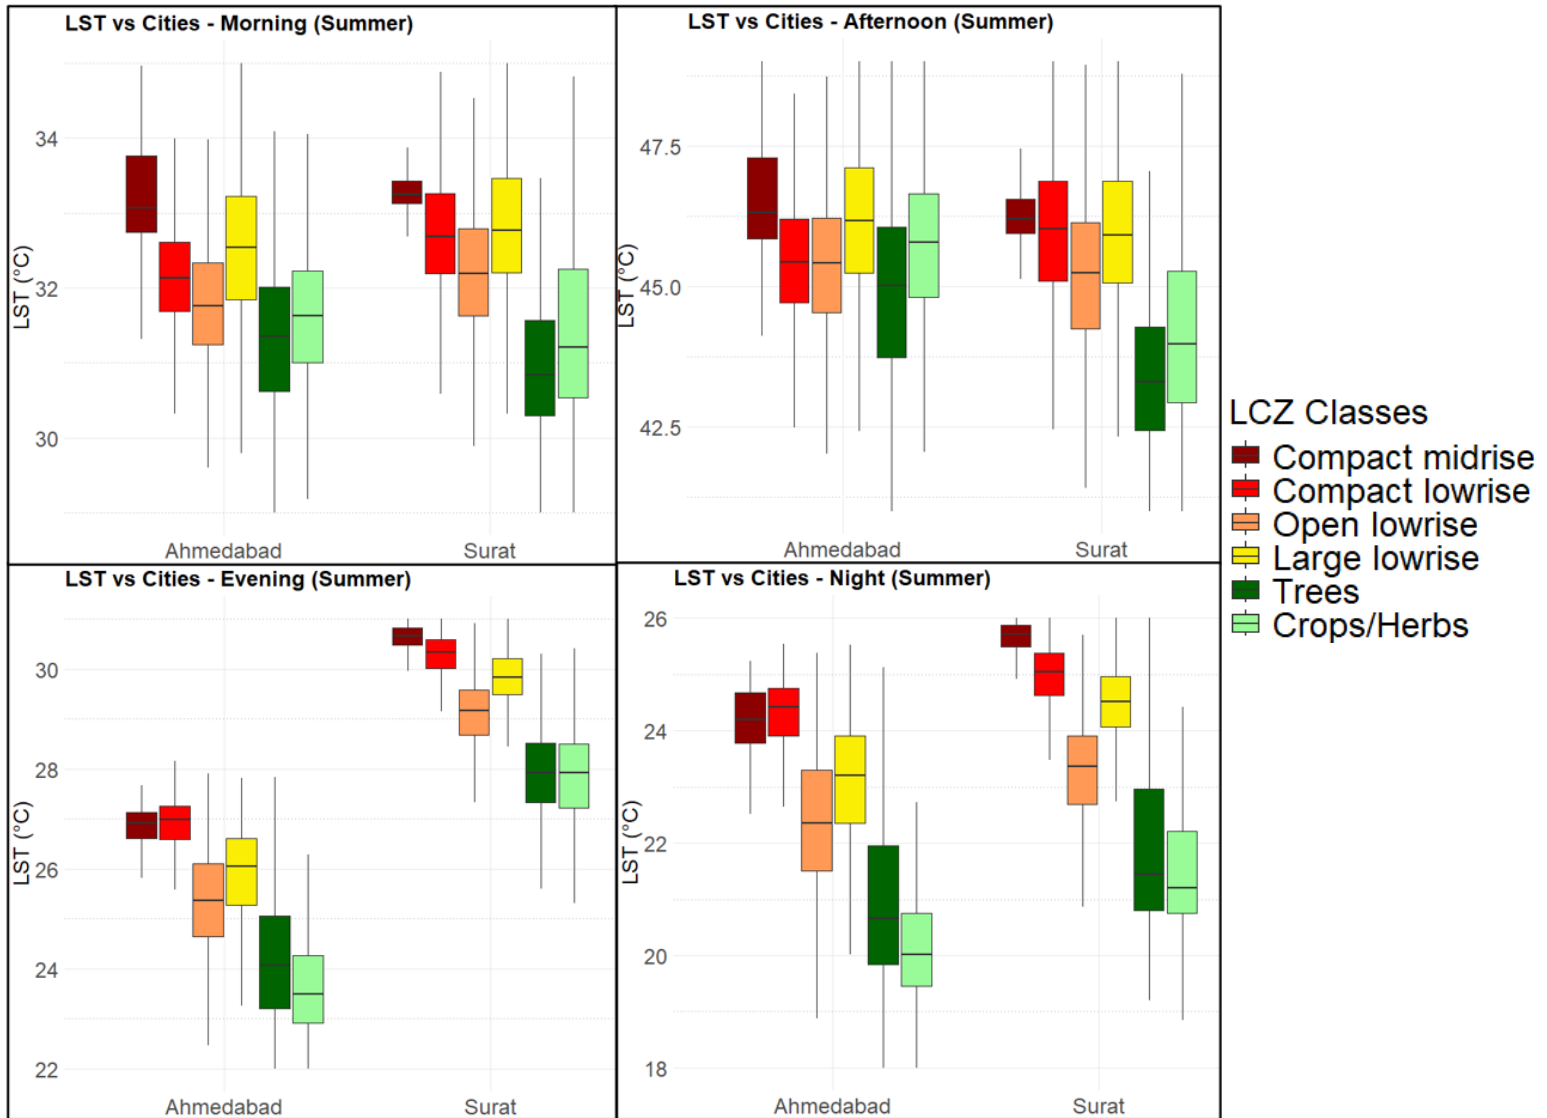 LST vs Cities - Morning (Summer)
34
32
30
LST (°C)
Ahmedabad
Surat
LST vs Cities - Afternoon (Summer)
47.5
45.0
42.5
LST (°C)
Ahmedabad
Surat
LST vs Cities - Evening (Summer)
30
28
26
24
22
LST (°C)
Ahmedabad
Surat
LST vs Cities - Night (Summer)
26
24
22
20
18
LST (°C)
Ahmedabad
Surat
LCZ Classes
Compact midrise
Compact lowrise
Open lowrise
Large lowrise
Trees
Crops/Herbs